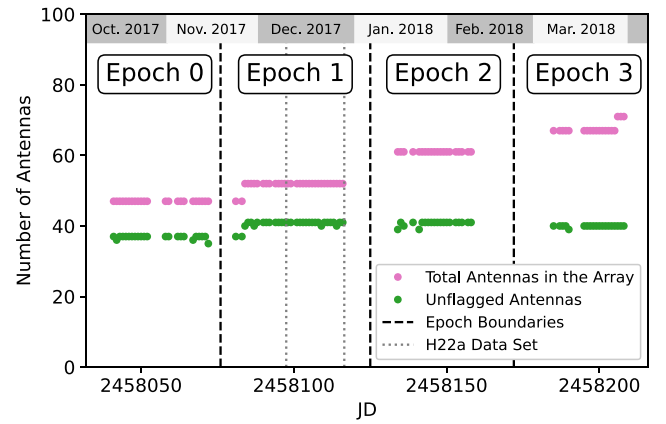 100
Oct. 2017 Nov. 2017 Dec. 2017 Jan. 2018 Feb. 2018 Mar. 2018
Epoch 0 Epoch 1 Epoch 2 Epoch 3
80
60
40
20
0
Number of Antennas
Total Antennas in the Array
Unflagged Antennas
Epoch Boundaries
H22a Data Set
2458050 2458100 2458150 2458200
JD